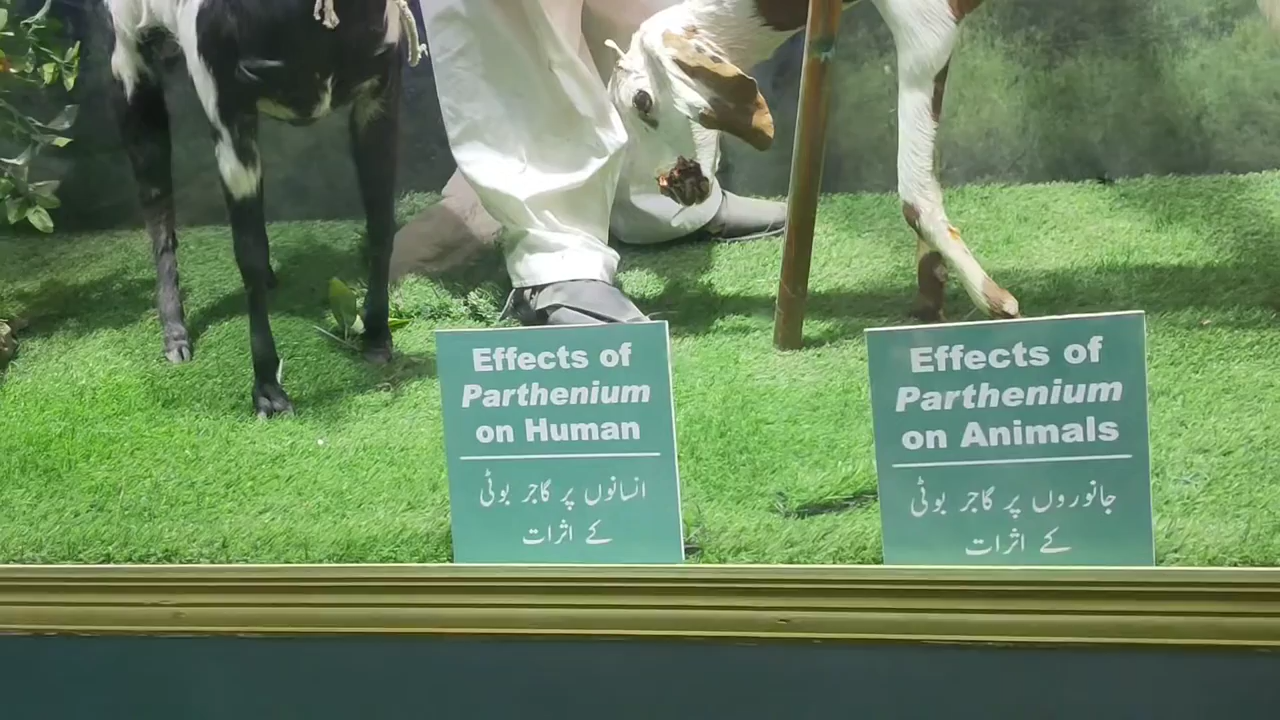 Effects of
Parthenium
on Human
انسانوں پر گاجر بوٹی
کے اثرات
Effects of
Parthenium
on Animals
جانوروں پر گاجر بوٹی
کے اثرات